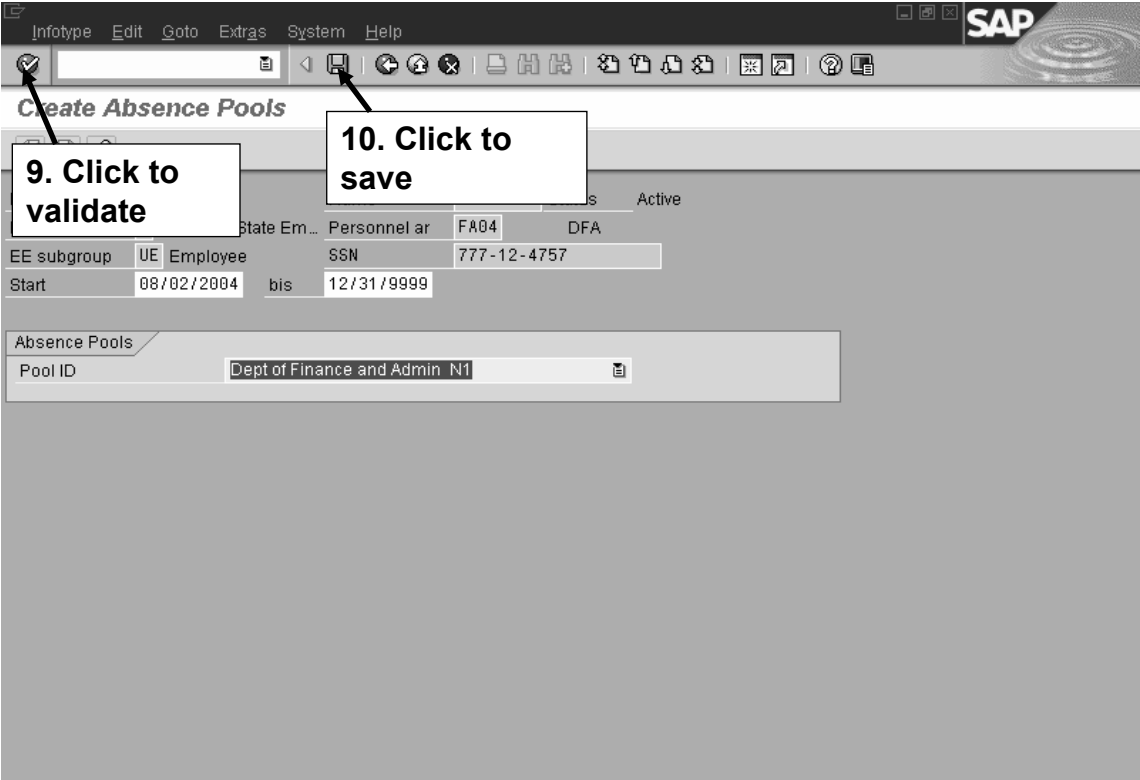 Infotype Edit Goto Extras System Help
SAP
Create Absence Pools
9. Click to
validate
10. Click to
save
Active
State Em... Personnel ar FA04 DFA
EE subgroup UE Employee SSN 777-12-4757
Start 08/02/2004 bis 12/31/9999
Absence Pools
Pool ID Dept of Finance and Admin N1